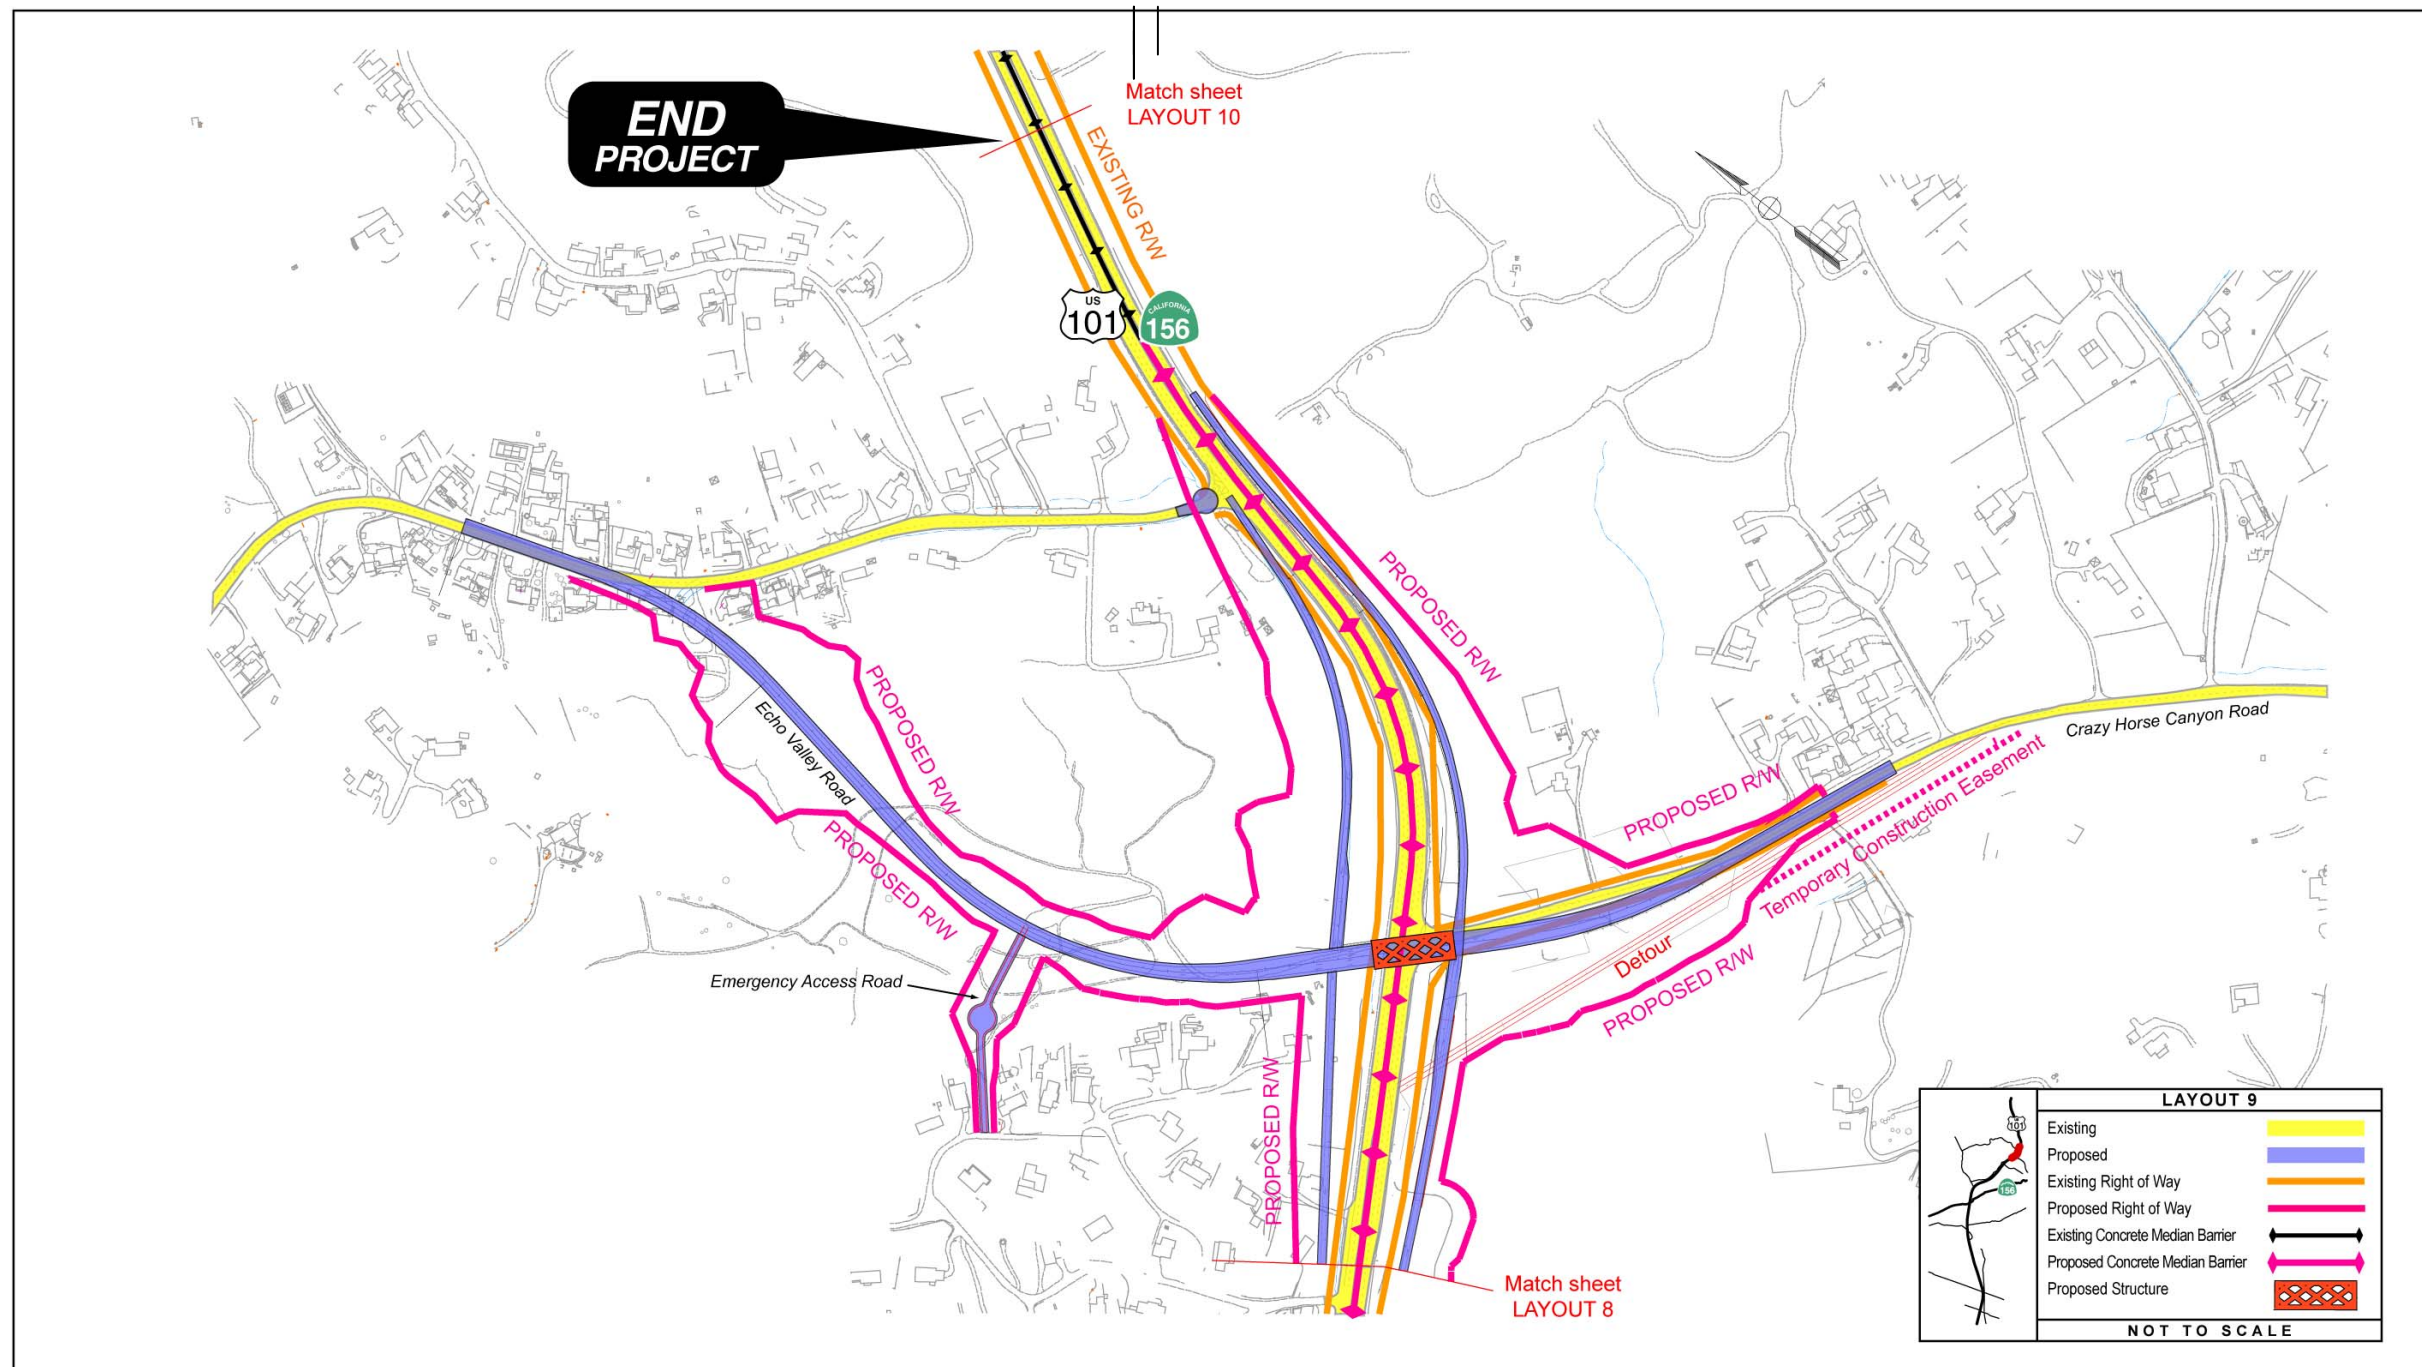 Match sheet
LAYOUT 10
END
PROJECT
EXISTING R/W
US
101
CALIFORNIA
156
PROPOSED R/W
PROPOSED R/W
Echo Valley Road
Crazy Horse Canyon Road
PROPOSED R/W
Temporary Construction Easement
PROPOSED R/W
Detour
PROPOSED R/W
Emergency Access Road
PROPOSED R/W
Match sheet
LAYOUT 8
LAYOUT 9
Existing
Proposed
Existing Right of Way
Proposed Right of Way
Existing Concrete Median Barrier
Proposed Concrete Median Barrier
Proposed Structure
NOT TO SCALE
101
156